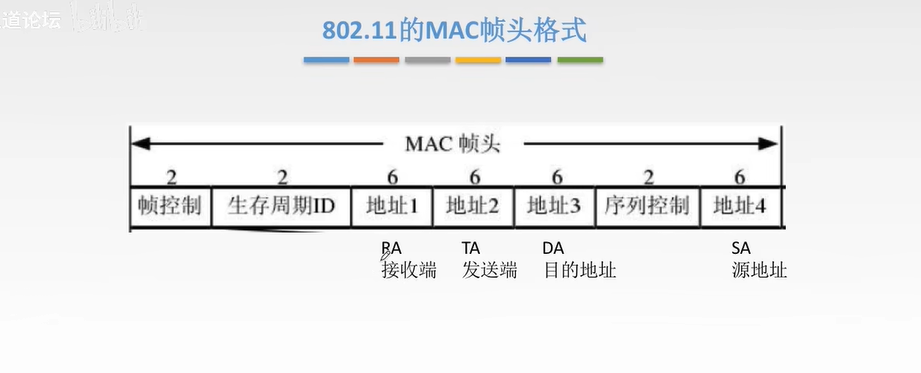 道论坛
802.11的MAC帧头格式
MAC 帧头
2 2 6 6 6 2 6
帧控制 生存周期ID 地址1 地址2 地址3 序列控制 地址4
RA TA DA SA
接收端 发送端 目的地址 源地址